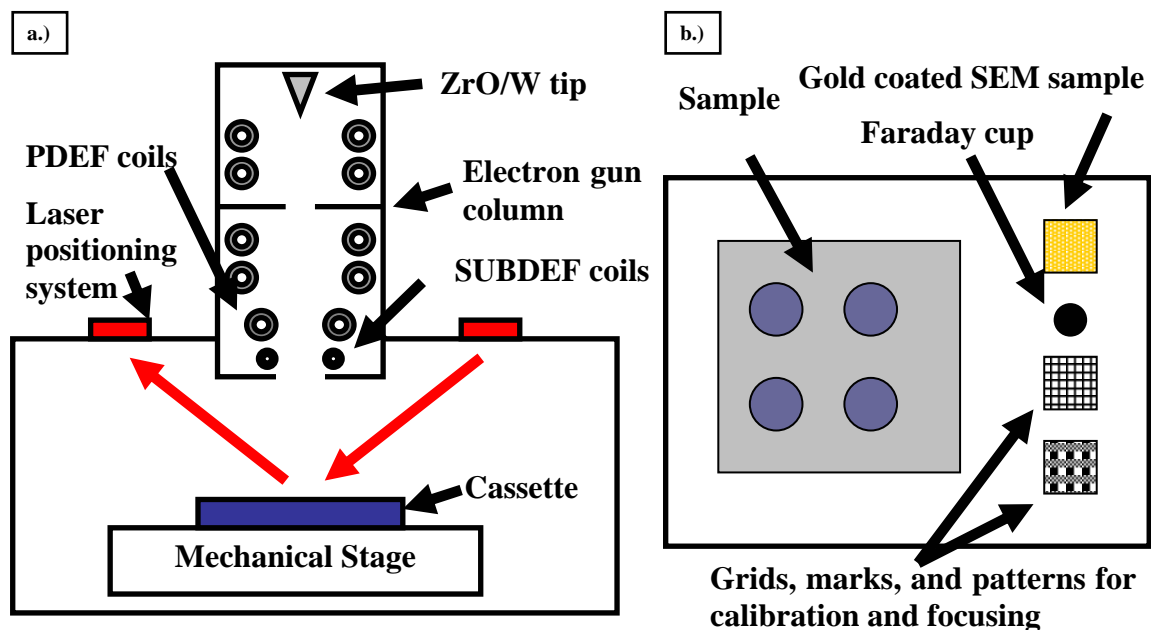 a.)
ZrO/W tip
PDEF coils
Electron gun
column
Laser
positioning
system
SUBDEF coils
Cassette
Mechanical Stage
b.)
Gold coated SEM sample
Sample
Faraday cup
Grids, marks, and patterns for
calibration and focusing